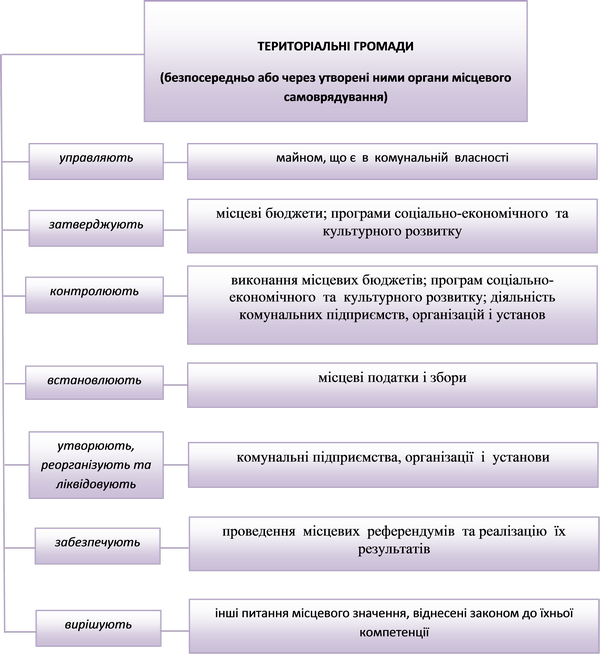 ТЕРИТОРІАЛЬНІ ГРОМАДИ
(безпосередньо або через утворені ними органи місцевого
самоврядування)
управляють
майном, що є в комунальній власності
затверджують
місцеві бюджети; програми соціально-економічного та
культурного розвитку
контролюють
виконання місцевих бюджетів; програм соціально-
економічного та культурного розвитку; діяльність
комунальних підприємств, організацій і установ
встановлюють
місцеві податки і збори
утворюють,
реорганізують та
ліквідовують
комунальні підприємства, організації і установи
забезпечують
проведення місцевих референдумів та реалізацію їх
результатів
вирішують
інші питання місцевого значення, віднесені законом до їхньої
компетенції